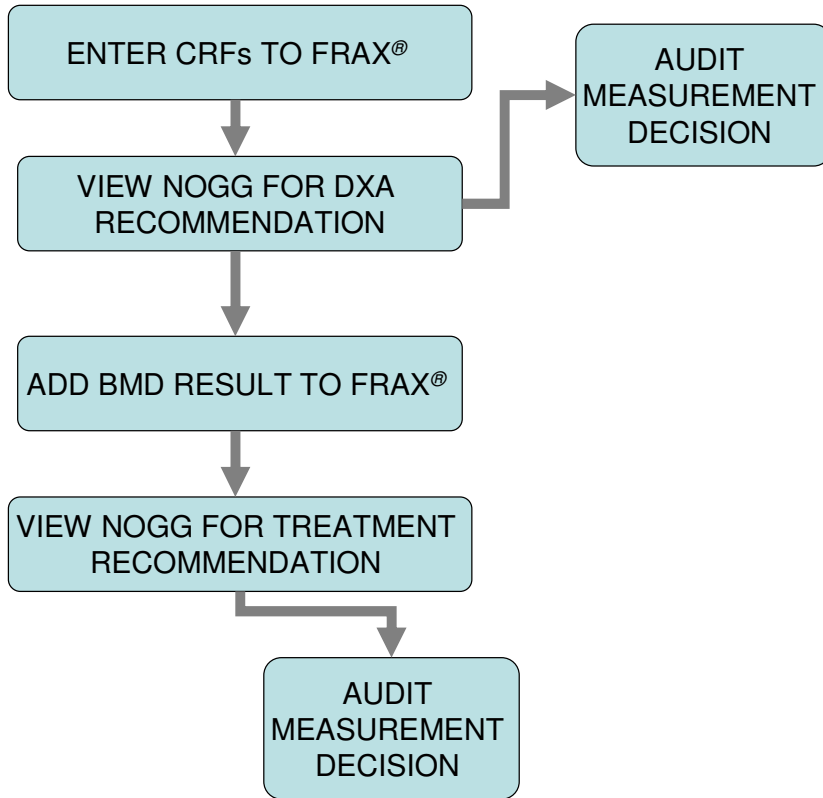 ENTER CRFs TO FRAX®
AUDIT
MEASUREMENT
DECISION
VIEW NOGG FOR DXA
RECOMMENDATION
ADD BMD RESULT TO FRAX®
VIEW NOGG FOR TREATMENT
RECOMMENDATION
AUDIT
MEASUREMENT
DECISION